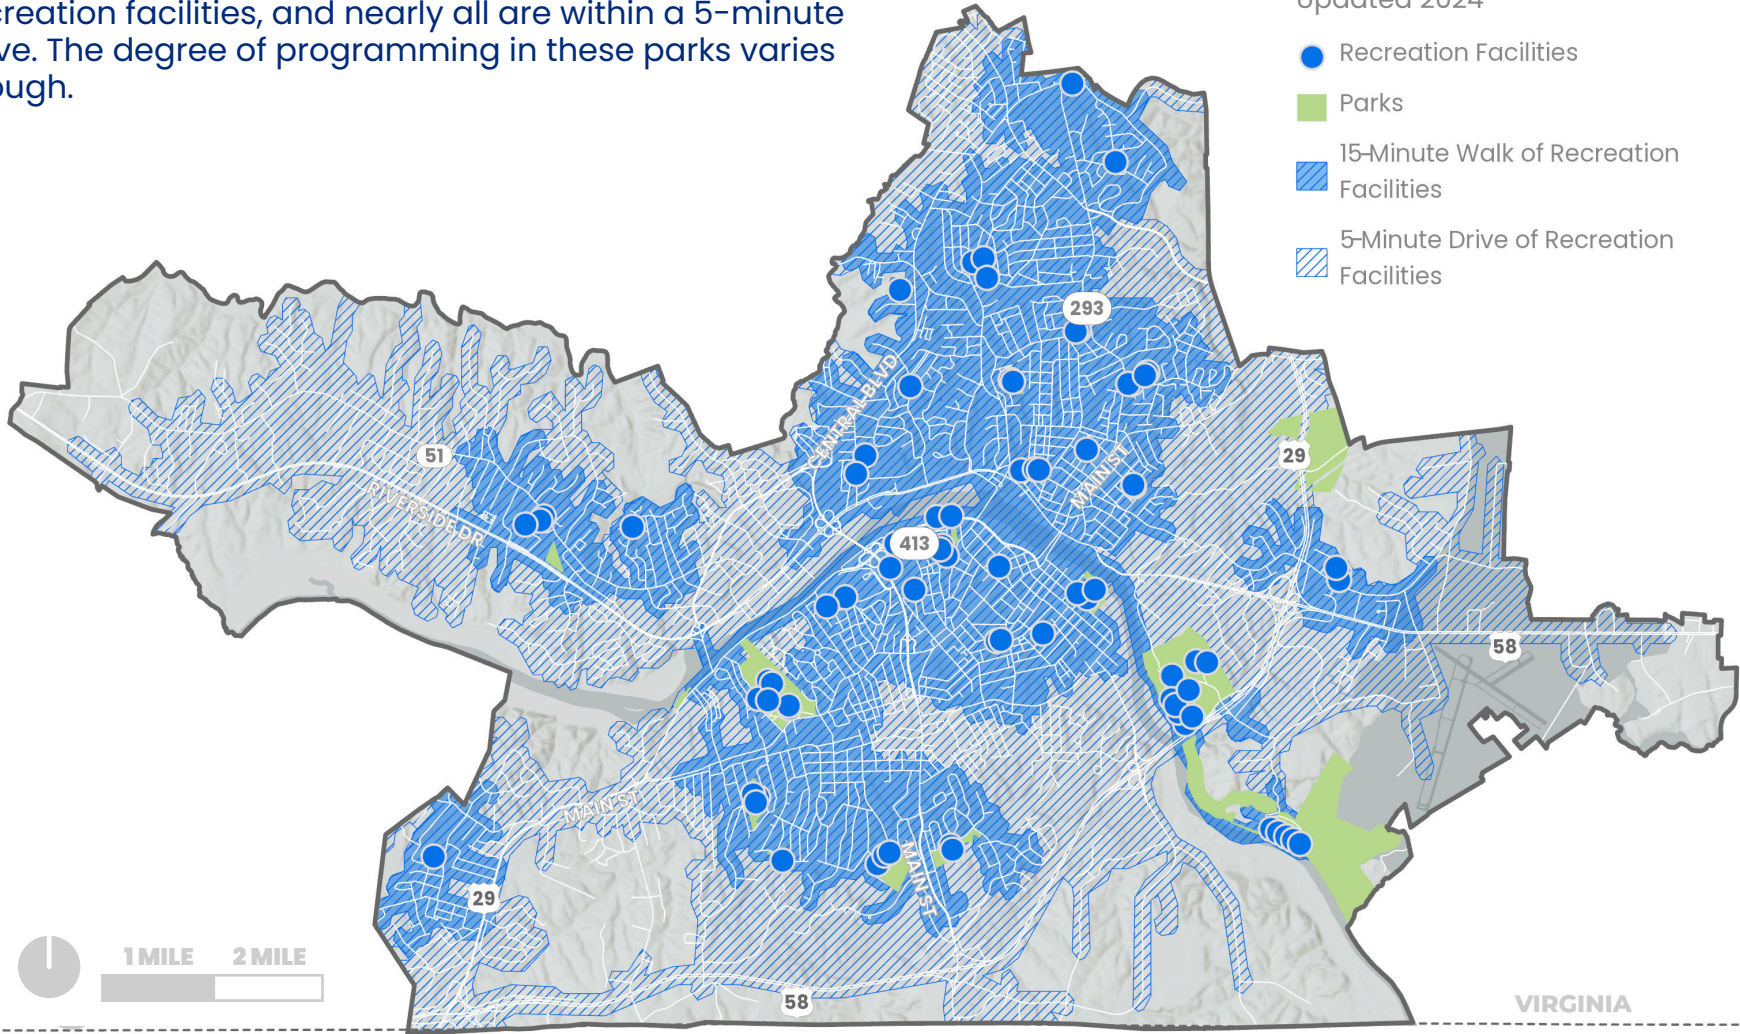 creation facilities, and nearly all are within a 5-minute
ve. The degree of programming in these parks varies
ough.
Updated 2024
Recreation Facilities
Parks
15-Minute Walk of Recreation
Facilities
5-Minute Drive of Recreation
Facilities
293
CENTRAL BLVD
51
29
RIVERSIDE DR
MAIN ST
413
58
MAIN ST
MAIN ST
29
1 MILE 2 MILE
58
VIRGINIA